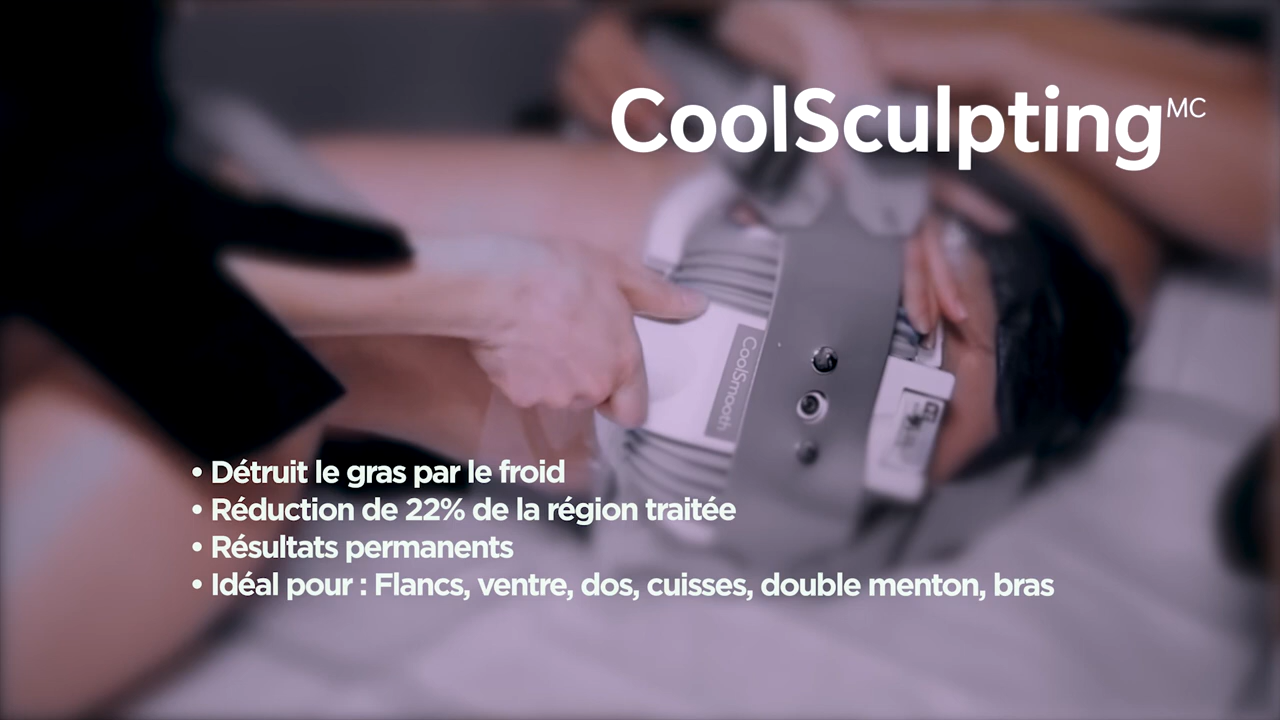 CoolSculpting MC
CoolSmooth
• Détruit le gras par le froid
• Réduction de 22% de la région traitée
• Résultats permanents
• Idéal pour : Flancs, ventre, dos, cuisses, double menton, bras